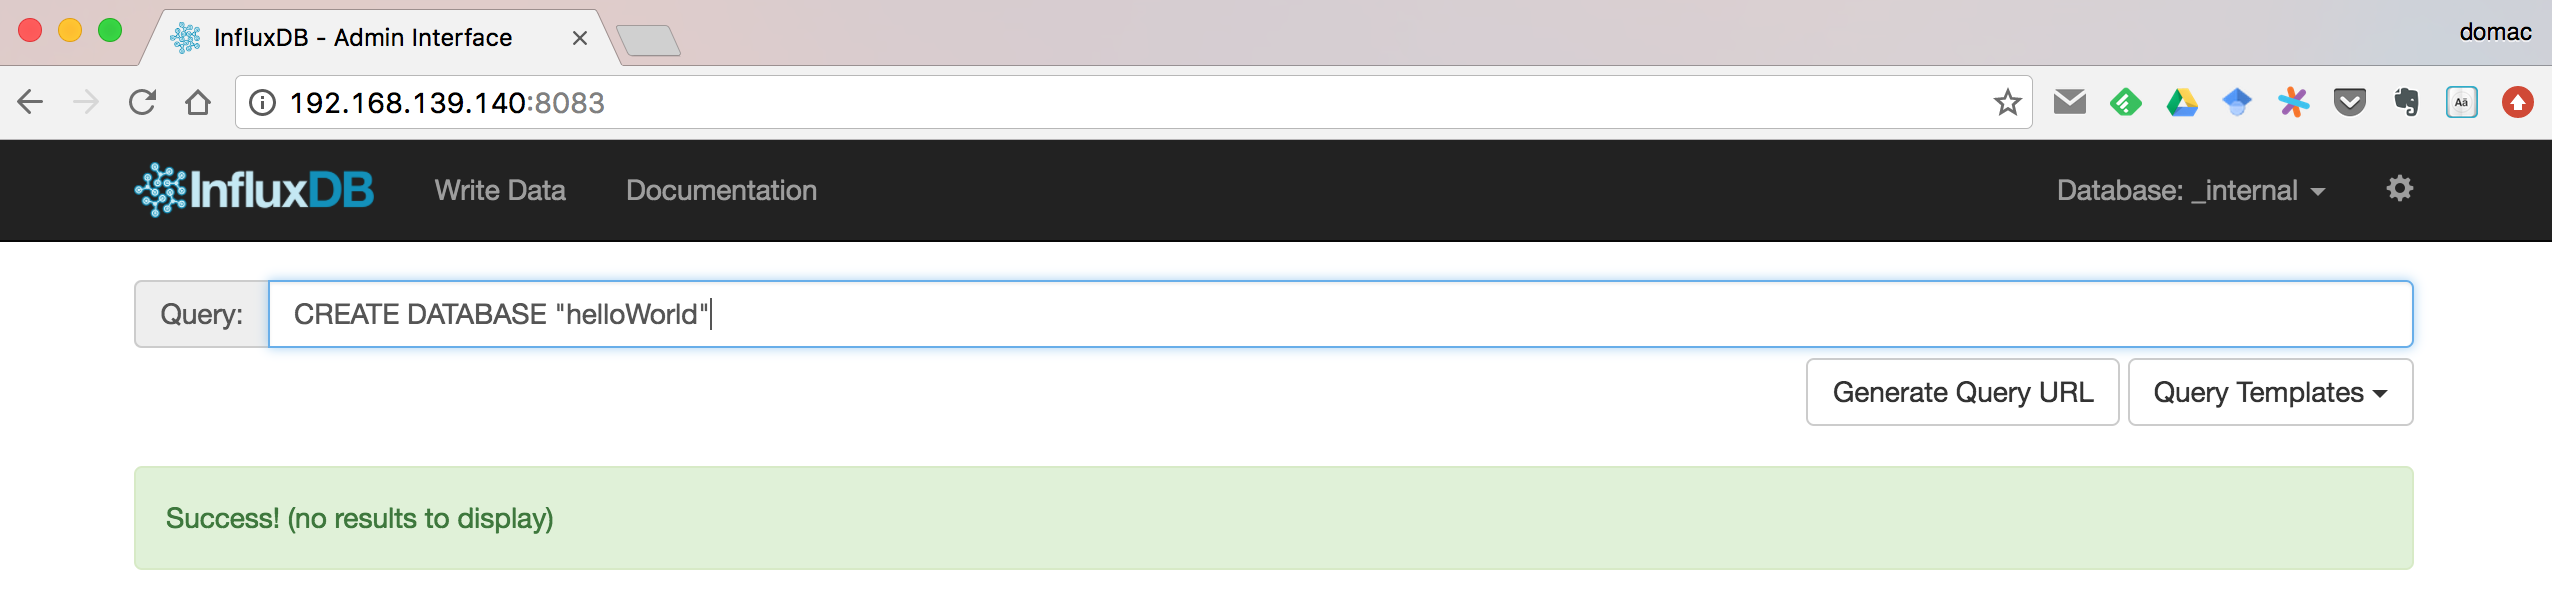 InfluxDB - Admin Interface
domac
192.168.139.140:8083
Aä
InfluxDB Write Data Documentation Database: _internal
Query: CREATE DATABASE "helloWorld"
Generate Query URL Query Templates
Success! (no results to display)